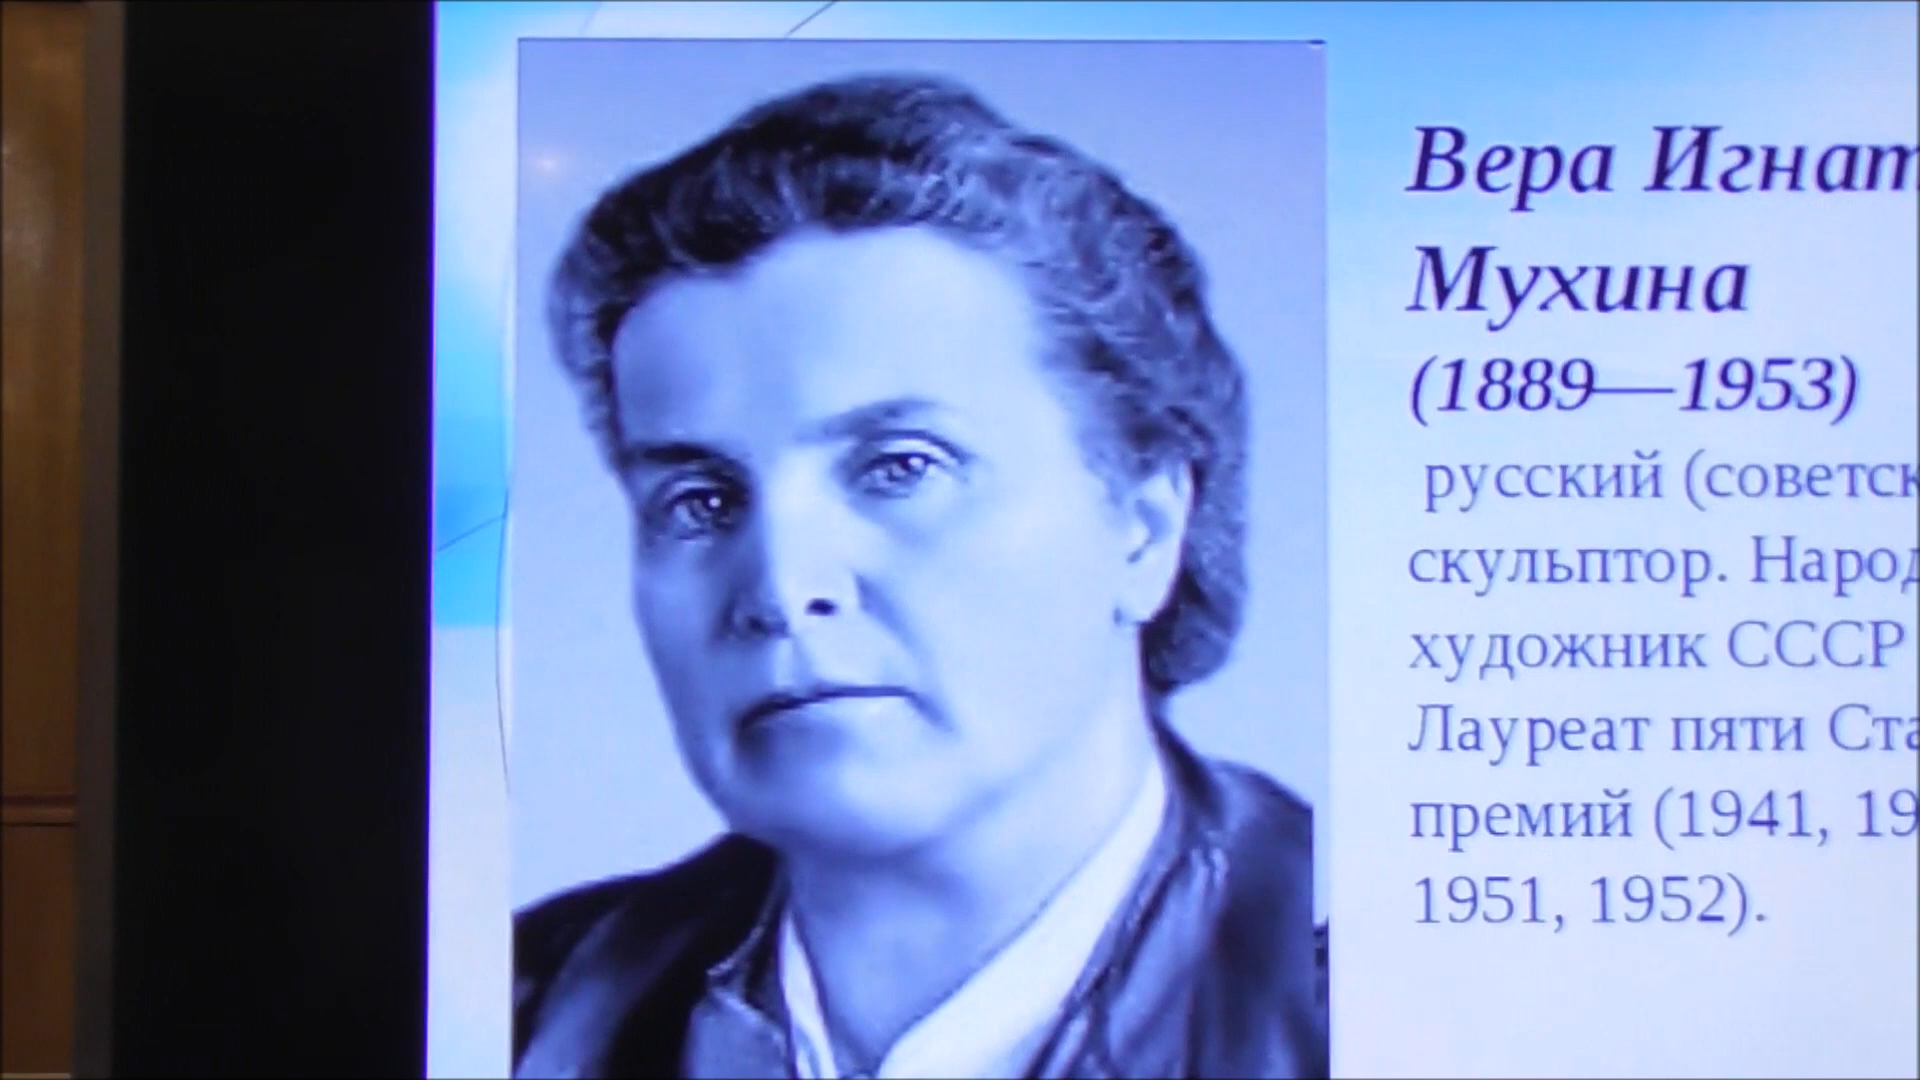 Вера Игнат
Мухина
(1889—1953)
русский (советск
скульптор. Народ
художник СССР
Лауреат пяти Ста
премий (1941, 19
1951, 1952).